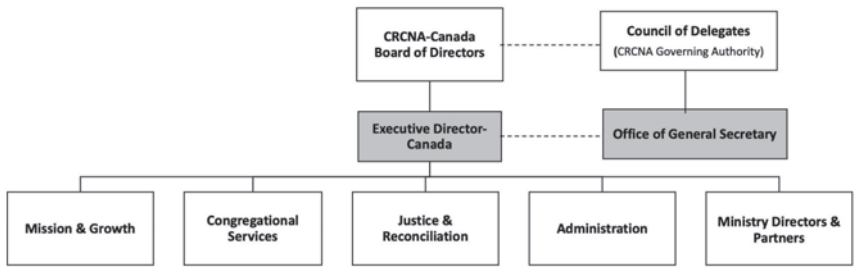 CRCNA-Canada
Board of Directors
Council of Delegates
(CRCNA Governing Authority)
Executive Director-
Canada
Office of General Secretary
Mission & Growth
Congregational
Services
Justice &
Reconciliation
Administration
Ministry Directors &
Partners